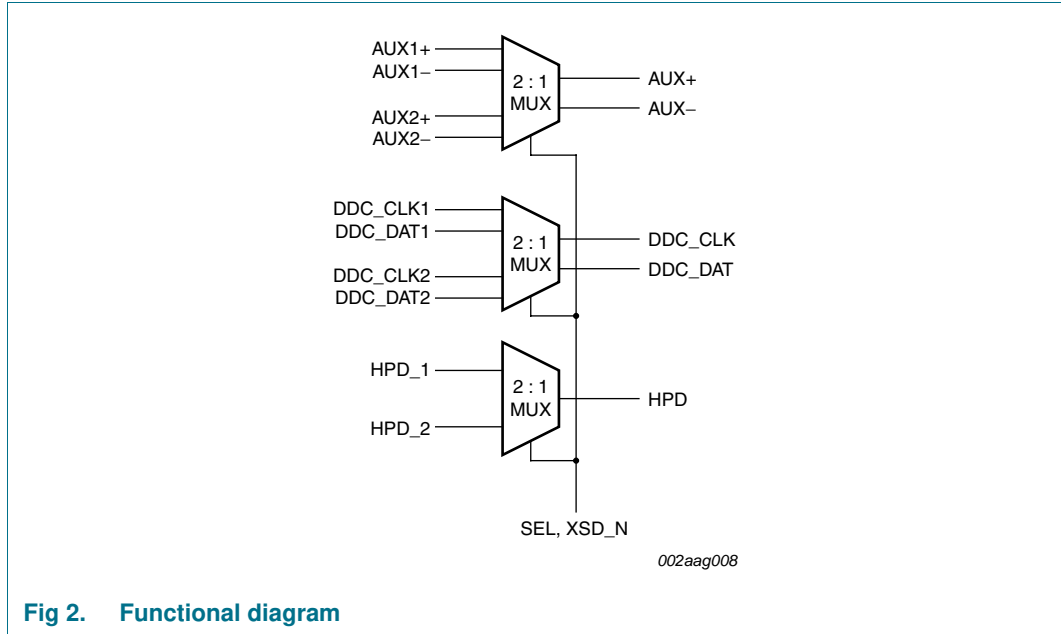 AUX1+
AUX1−
AUX2+
AUX2−
2 : 1
MUX
AUX+
AUX−
DDC_CLK1
DDC_DAT1
DDC_CLK2
DDC_DAT2
2 : 1
MUX
DDC_CLK
DDC_DAT
HPD_1
HPD_2
2 : 1
MUX
HPD
SEL, XSD_N
002aag008
Fig 2. Functional diagram